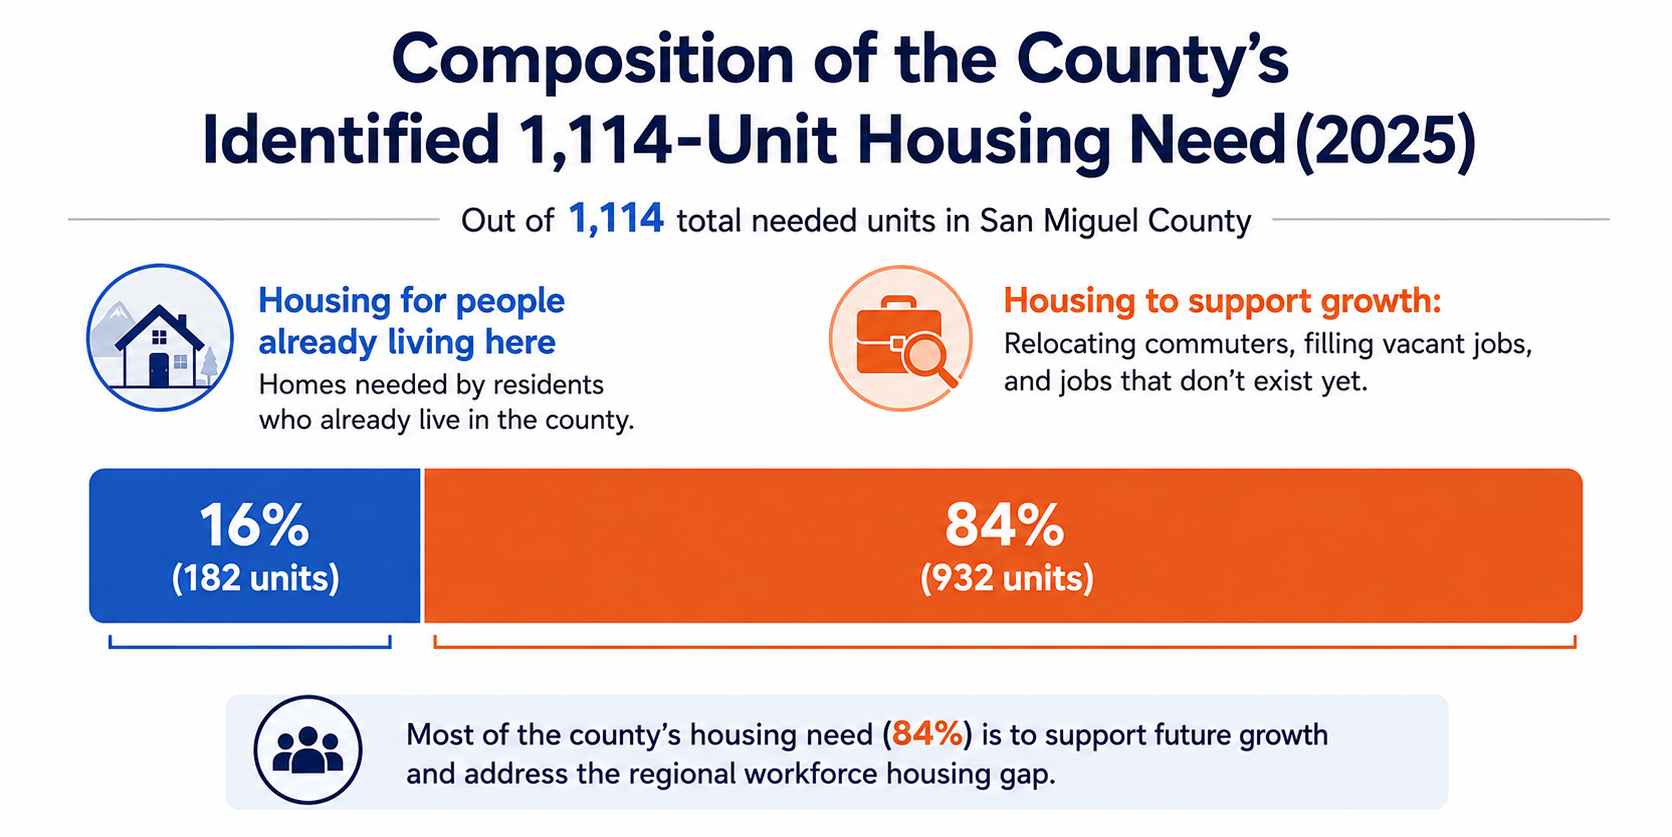 Composition of the County's
Identified 1,114-Unit Housing Need (2025)
Out of 1,114 total needed units in San Miguel County
Housing for people
already living here
Homes needed by residents
who already live in the county.
Housing to support growth:
Relocating commuters, filling vacant jobs,
and jobs that don't exist yet.
16%
(182 units)
84%
(932 units)
Most of the county's housing need (84%) is to support future growth
and address the regional workforce housing gap.